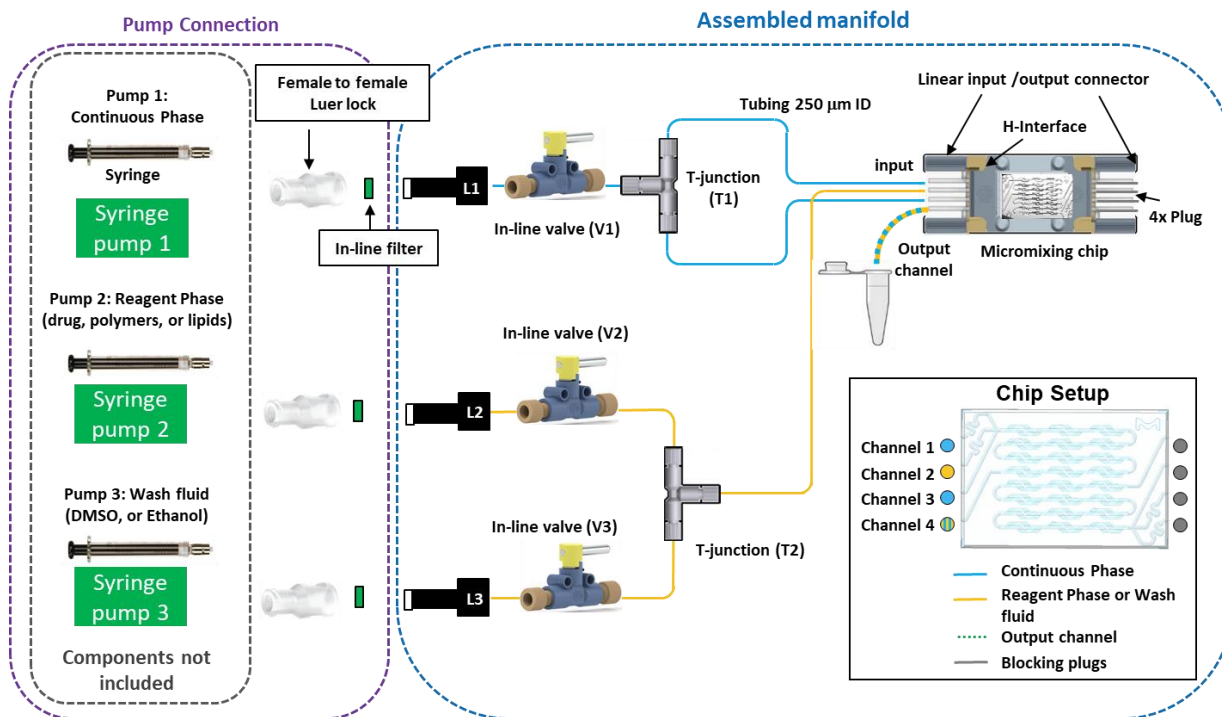 Pump Connection
Assembled manifold
Pump 1:
Continuous Phase
Syringe
Syringe
pump 1
Female to female
Luer lock
In-line filter
L1
In-line valve (V1)
T-junction
(T1)
Tubing 250 µm ID
Linear input /output connector
H-Interface
input
4x Plug
Output
channel
Micromixing chip
Pump 2: Reagent Phase
(drug, polymers, or lipids)
Syringe
pump 2
L2
In-line valve (V2)
Pump 3: Wash fluid
(DMSO, or Ethanol)
Syringe
pump 3
L3
In-line valve (V3)
T-junction (T2)
Components not
included
Chip Setup
Channel 1
Channel 2
Channel 3
Channel 4
Continuous Phase
Reagent Phase or Wash
fluid
Output channel
Blocking plugs